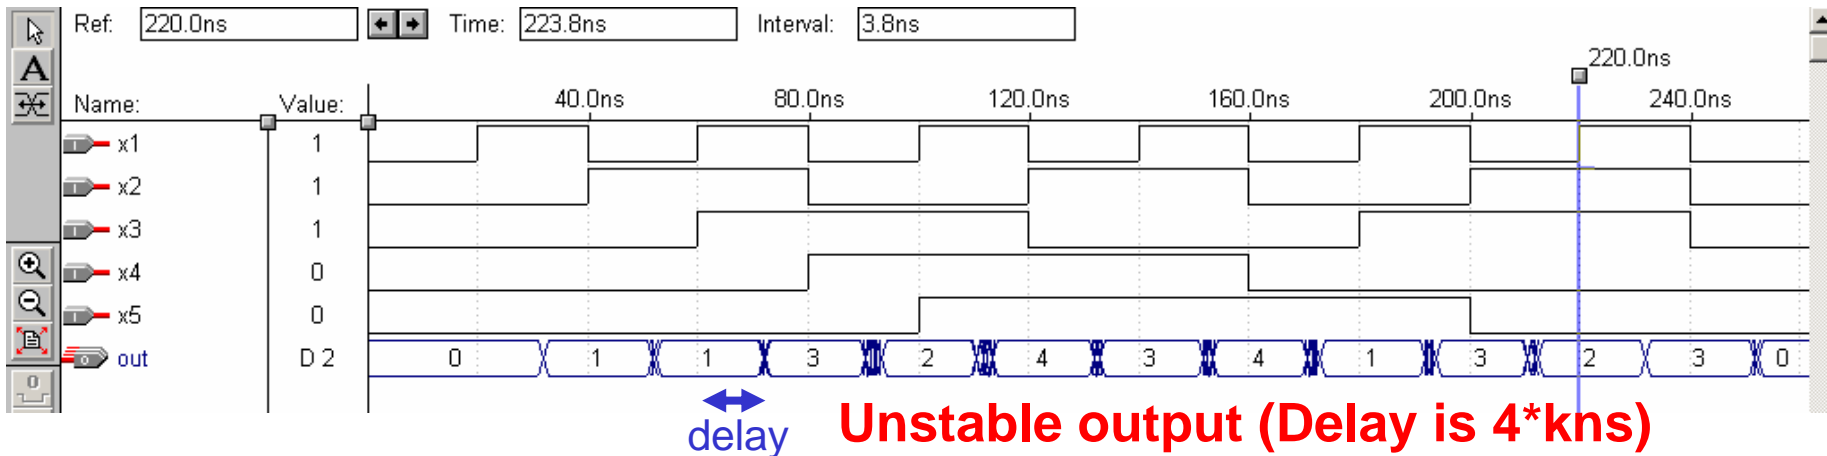 Ref: 220.0ns Time: 223.8ns Interval: 3.8ns
220.0ns
A
Name: Value: 40.0ns 80.0ns 120.0ns 160.0ns 200.0ns 240.0ns
x1 1
x2 1
x3 1
x4 0
x5 0
out D 2 0 1 1 3 2 4 3 4 1 3 2 3 0
0
delay Unstable output (Delay is 4*kns)